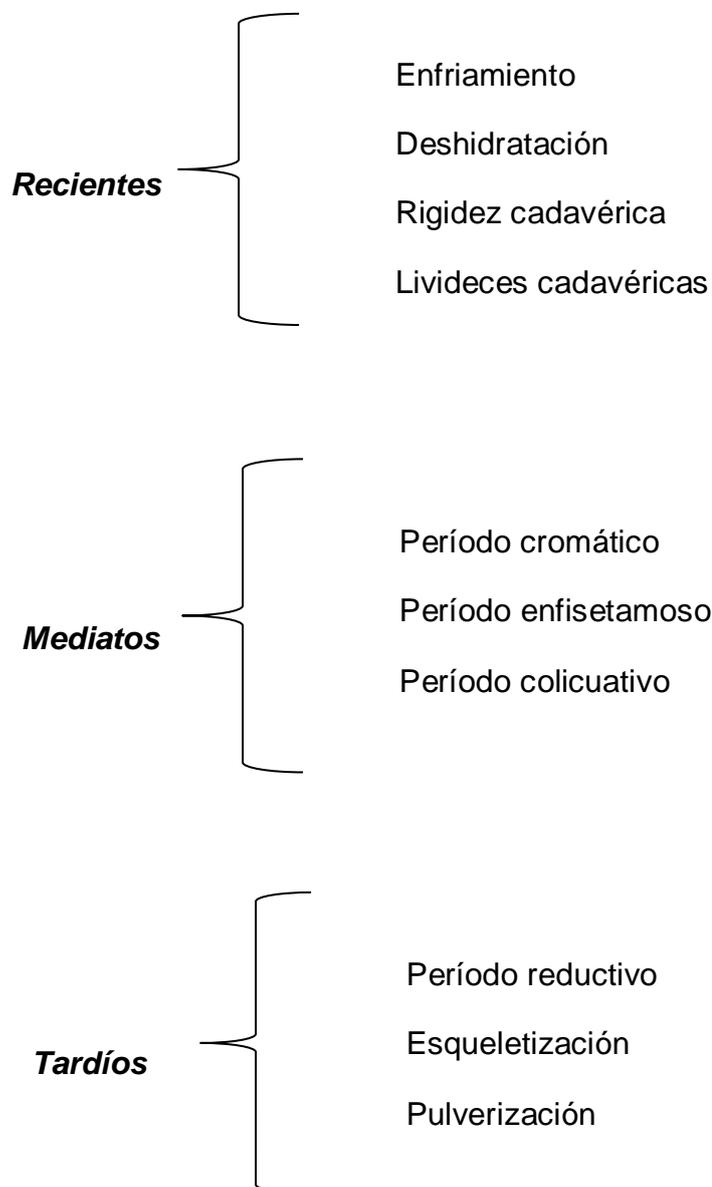 Recientes
Enfriamiento
Deshidratación
Rigidez cadavérica
Livideces cadavéricas
Mediatos
Período cromático
Período enfisetamoso
Período colicuativo
Tardíos
Período reductivo
Esqueletización
Pulverización